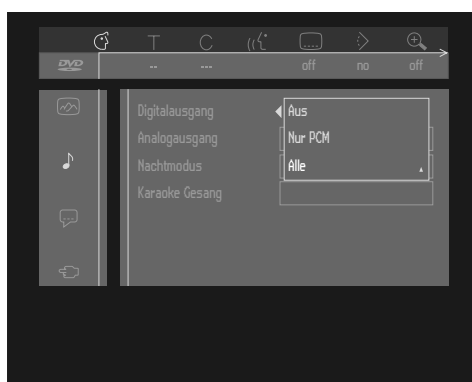 T C
DVD -- --- off no off
Digitalausgang Aus
Analogausgang Nur PCM
Nachtmodus Alle
Karaoke Gesang